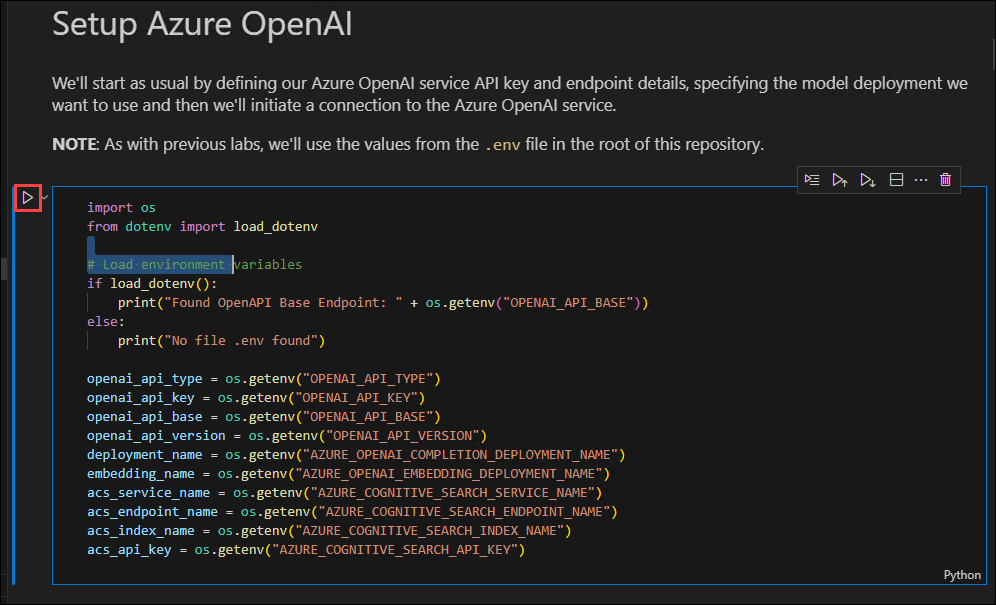 Setup Azure OpenAI
We'll start as usual by defining our Azure OpenAI service API key and endpoint details, specifying the model deployment we
want to use and then we'll initiate a connection to the Azure OpenAI service.
NOTE: As with previous labs, we'll use the values from the .env file in the root of this repository.
import os
from dotenv import load_dotenv
# Load environment variables
if load_dotenv():
    print("Found OpenAPI Base Endpoint: " + os.getenv("OPENAI_API_BASE"))
else:
    print("No file .env found")
openai_api_type = os.getenv("OPENAI_API_TYPE")
openai_api_key = os.getenv("OPENAI_API_KEY")
openai_api_base = os.getenv("OPENAI_API_BASE")
openai_api_version = os.getenv("OPENAI_API_VERSION")
deployment_name = os.getenv("AZURE_OPENAI_COMPLETION_DEPLOYMENT_NAME")
embedding_name = os.getenv("AZURE_OPENAI_EMBEDDING_DEPLOYMENT_NAME")
acs_service_name = os.getenv("AZURE_COGNITIVE_SEARCH_SERVICE_NAME")
acs_endpoint_name = os.getenv("AZURE_COGNITIVE_SEARCH_ENDPOINT_NAME")
acs_index_name = os.getenv("AZURE_COGNITIVE_SEARCH_INDEX_NAME")
acs_api_key = os.getenv("AZURE_COGNITIVE_SEARCH_API_KEY")
Python